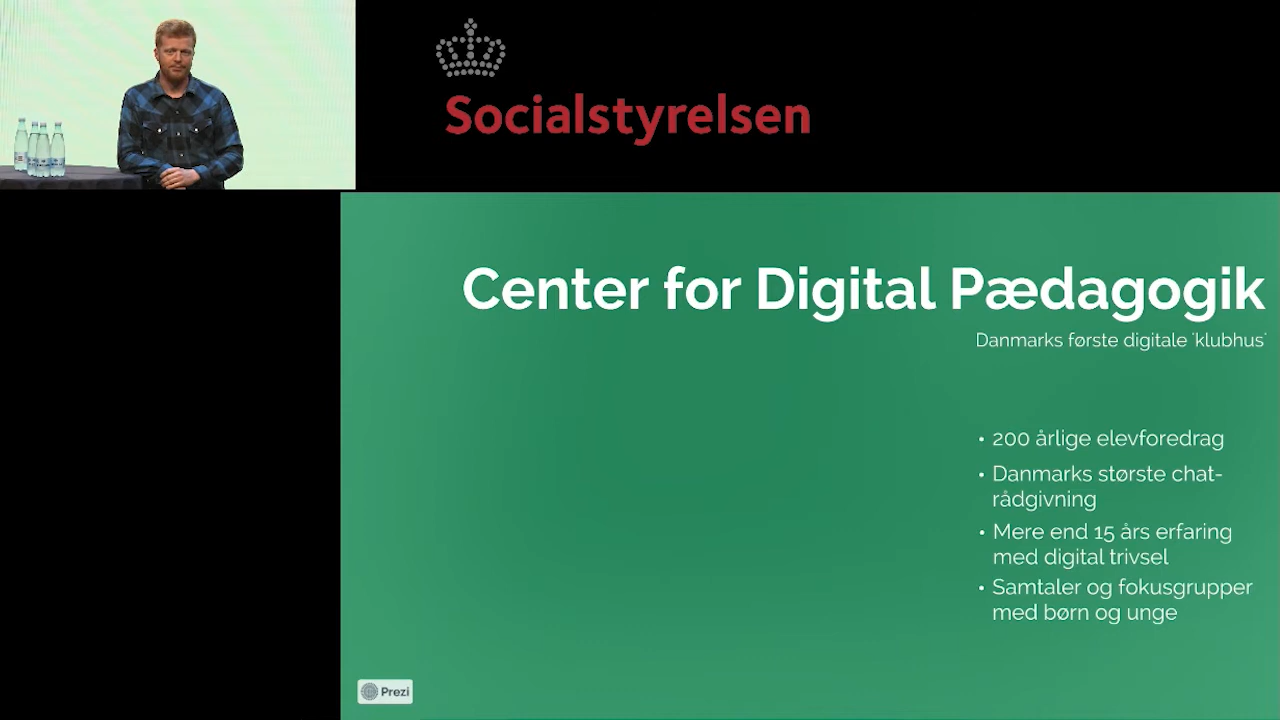 Socialstyrelsen
Center for Digital Pædagogik
Danmarks første digitale 'klubhus'
• 200 årlige elevforedrag
• Danmarks største chat-
rådgivning
• Mere end 15 års erfaring
med digital trivsel
• Samtaler og fokusgrupper
med børn og unge
Prezi